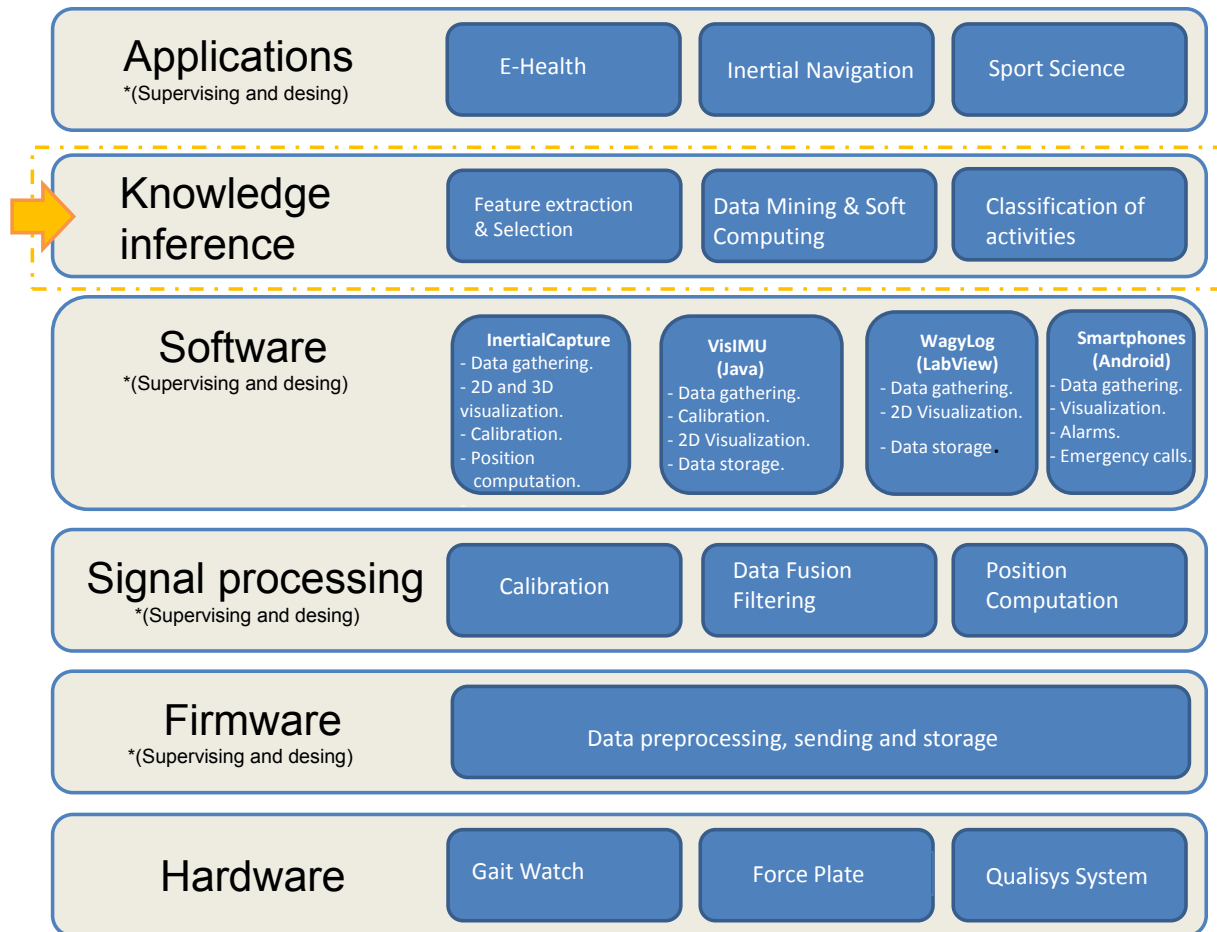 Applications
*(Supervising and desing)
E-Health
Inertial Navigation
Sport Science
Knowledge
inference
Feature extraction
& Selection
Data Mining & Soft
Computing
Classification of
activities
Software
*(Supervising and desing)
InertialCapture
- Data gathering.
- 2D and 3D
visualization.
- Calibration.
- Position
computation.
VisIMU
(Java)
- Data gathering.
- Calibration.
- 2D Visualization.
- Data storage.
WagyLog
(LabView)
- Data gathering.
- 2D Visualization.
- Data storage.
Smartphones
(Android)
- Data gathering.
- Visualization.
- Alarms.
- Emergency calls.
Signal processing
*(Supervising and desing)
Calibration
Data Fusion
Filtering
Position
Computation
Firmware
*(Supervising and desing)
Data preprocessing, sending and storage
Hardware
Gait Watch
Force Plate
Qualisys System